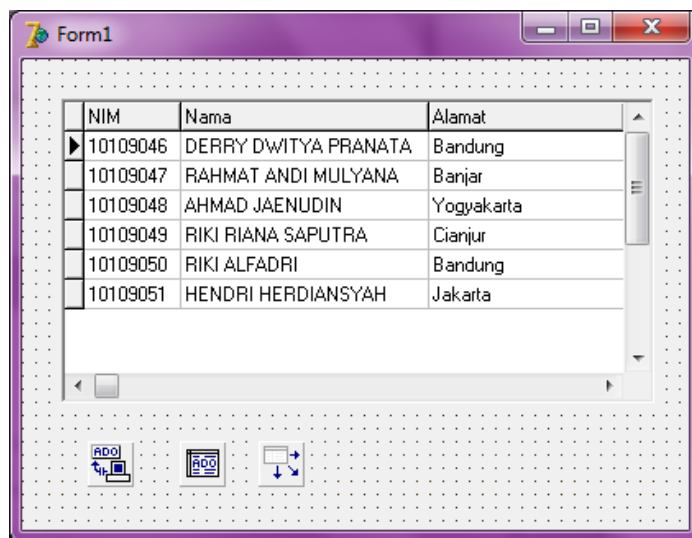 Form1
NIM Nama Alamat
10109046 DERRY DWITYA PRANATA Bandung
10109047 RAHMAT ANDI MULYANA Banjar
10109048 AHMAD JAENUDIN Yogyakarta
10109049 RIKI RIANA SAPUTRA Cianjur
10109050 RIKI ALFADRI Bandung
10109051 HENDRI HERDIANSYAH Jakarta
ADO ADO